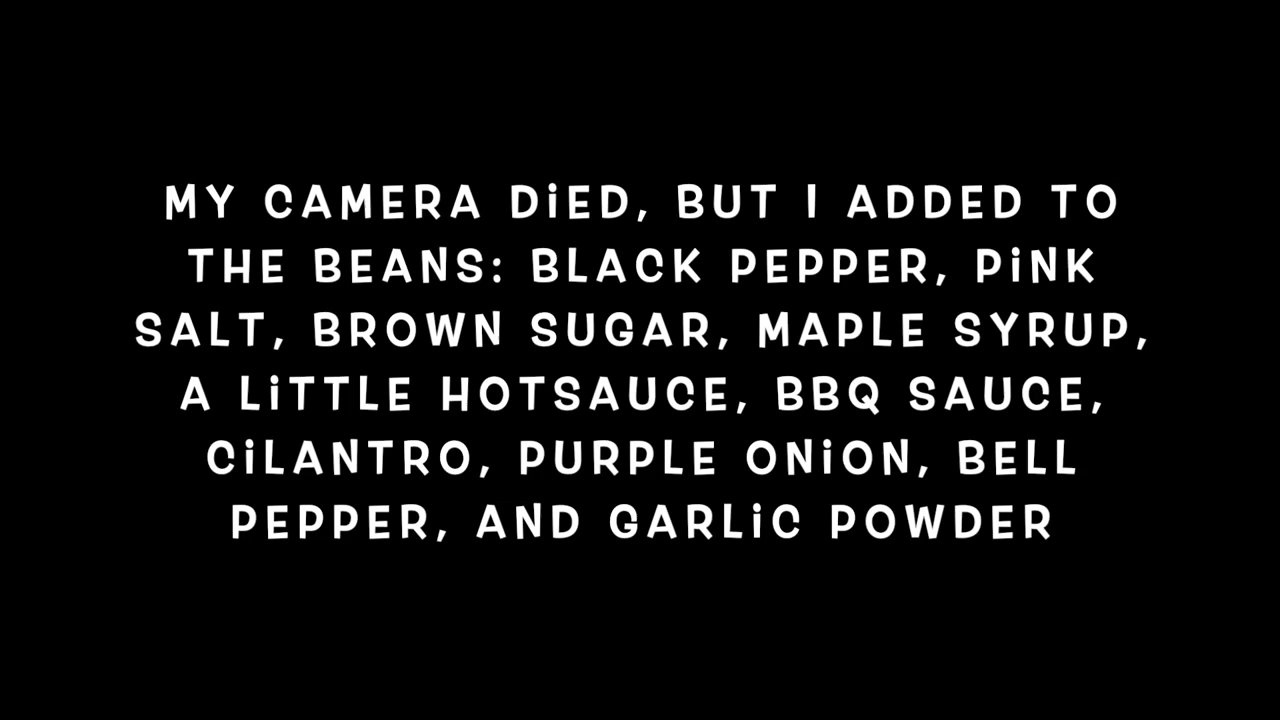 MY CAMERA DiED, BUT I ADDED TO
THE BEANS: BLACK PEPPER, PiNK
SALT, BROWN SUGAR, MAPLE SYRUP,
A LiTTLE HOTSAUCE, BBQ SAUCE,
CiLANTRO, PURPLE ONiON, BELL
PEPPER, AND GARLiC POWDER